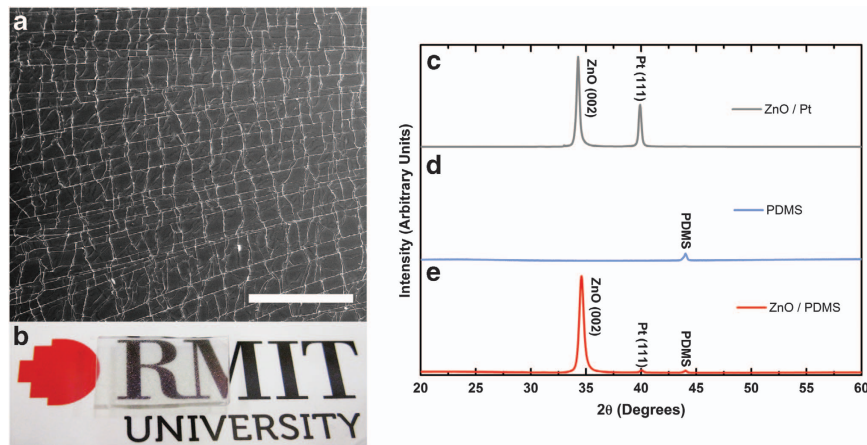 a
b
RMIT
UNIVERSITY
c
ZnO (002)
Pt (111)
ZnO / Pt
d
PDMS
PDMS
e
ZnO (002)
Pt (111)
PDMS
ZnO / PDMS
Intensity (Arbitrary Units)
20 25 30 35 40 45 50 55 60
2θ (Degrees)